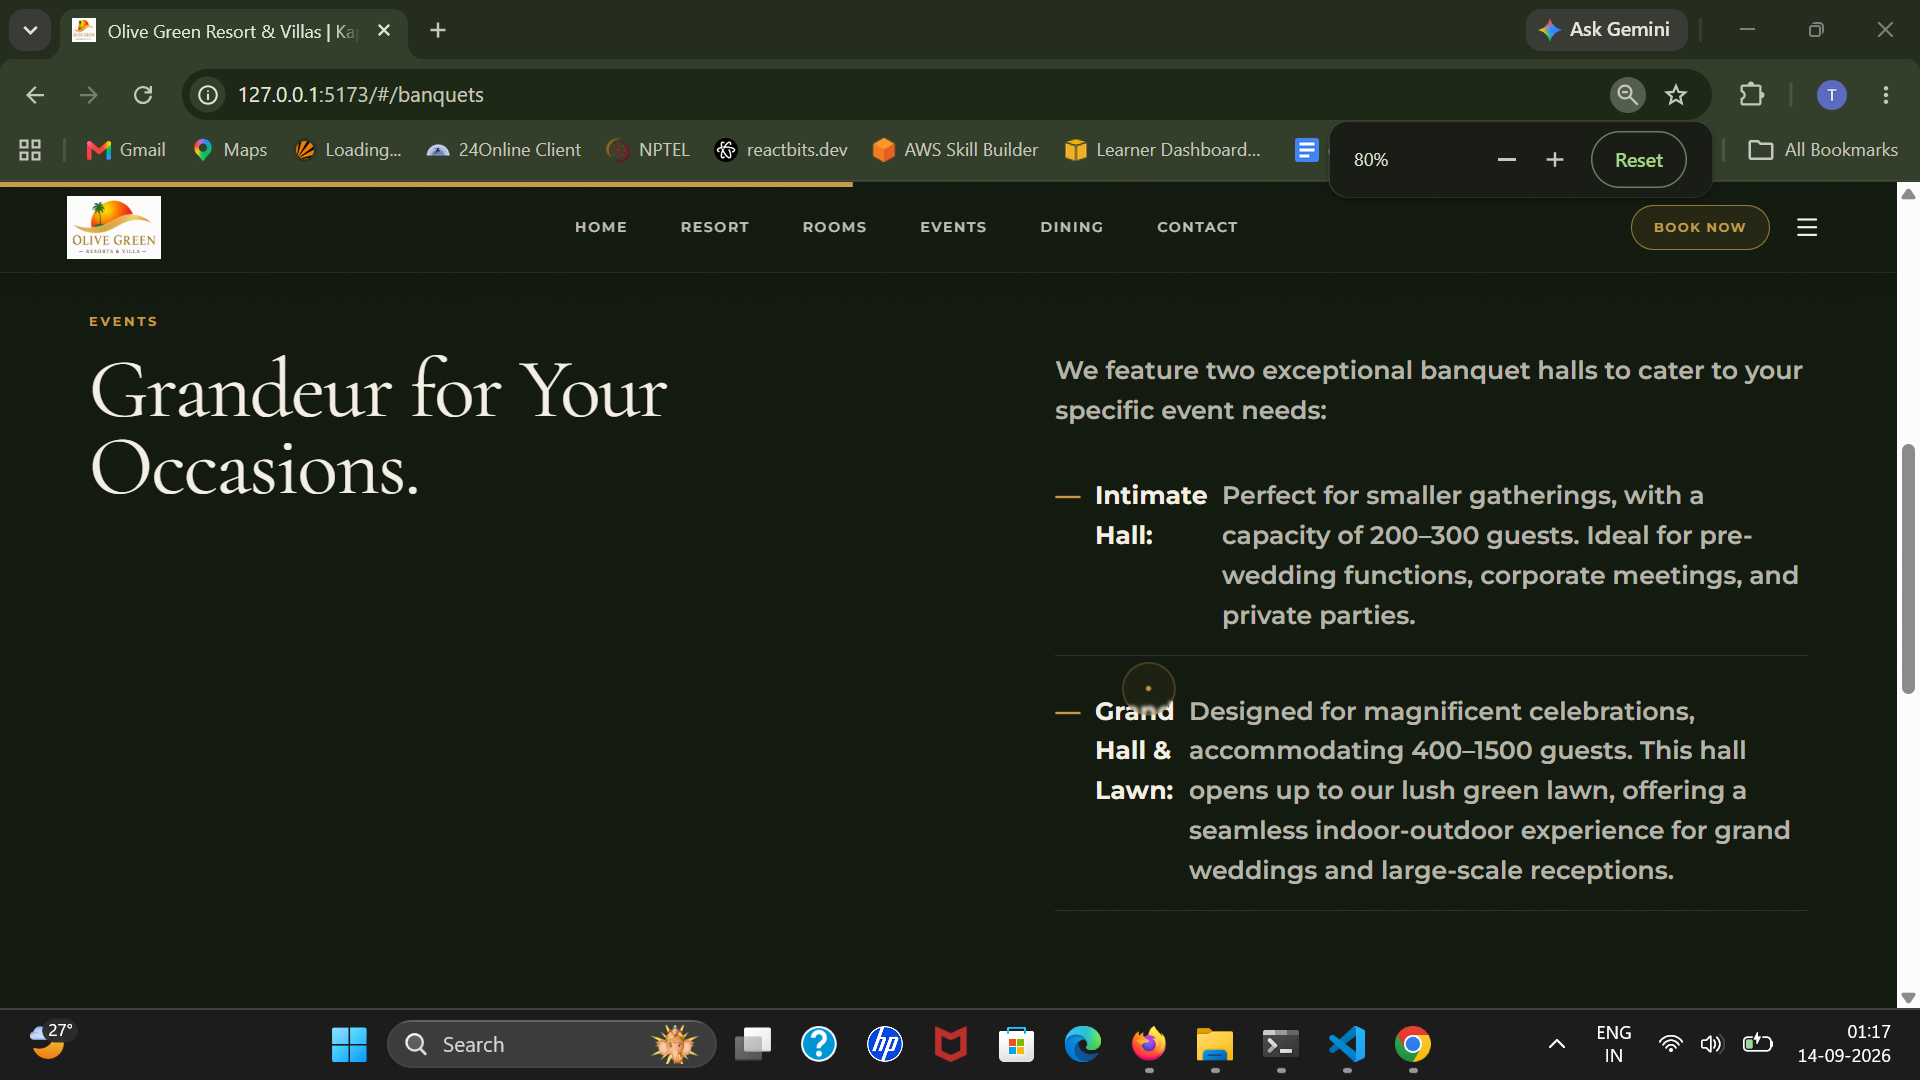 Olive Green Resort & Villas | Ka
Ask Gemini
127.0.0.1:5173/#/banquets
T
Gmail
Maps
Loading...
24Online Client
NPTEL
reactbits.dev
AWS Skill Builder
Learner Dashboard...
All Bookmarks
80%
Reset
OLIVE GREEN
RESORTS & VILLA
HOME
RESORT
ROOMS
EVENTS
DINING
CONTACT
BOOK NOW
EVENTS
Grandeur for Your
Occasions.
We feature two exceptional banquet halls to cater to your
specific event needs:
— Intimate Perfect for smaller gatherings, with a
Hall: capacity of 200–300 guests. Ideal for pre-
wedding functions, corporate meetings, and
private parties.
— Grand Designed for magnificent celebrations,
Hall & accommodating 400–1500 guests. This hall
Lawn: opens up to our lush green lawn, offering a
seamless indoor-outdoor experience for grand
weddings and large-scale receptions.
27°
Search
hp
ENG
IN
01:17
14-09-2026